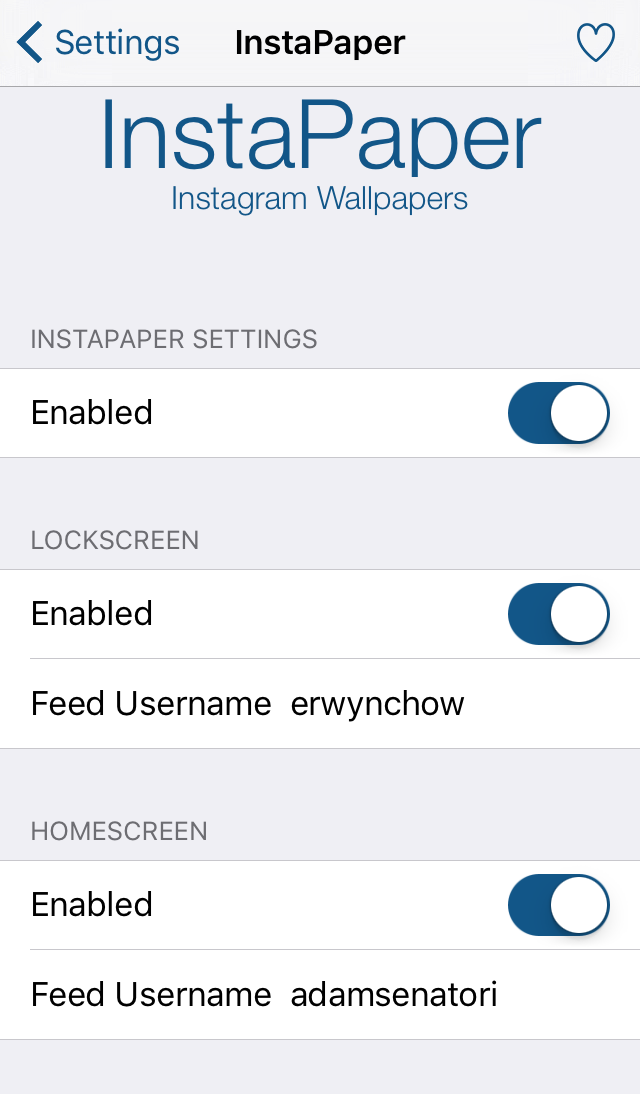 Settings InstaPaper
InstaPaper
Instagram Wallpapers
INSTAPAPER SETTINGS
Enabled
LOCKSCREEN
Enabled
Feed Username erwynchow
HOMESCREEN
Enabled
Feed Username adamsenatori